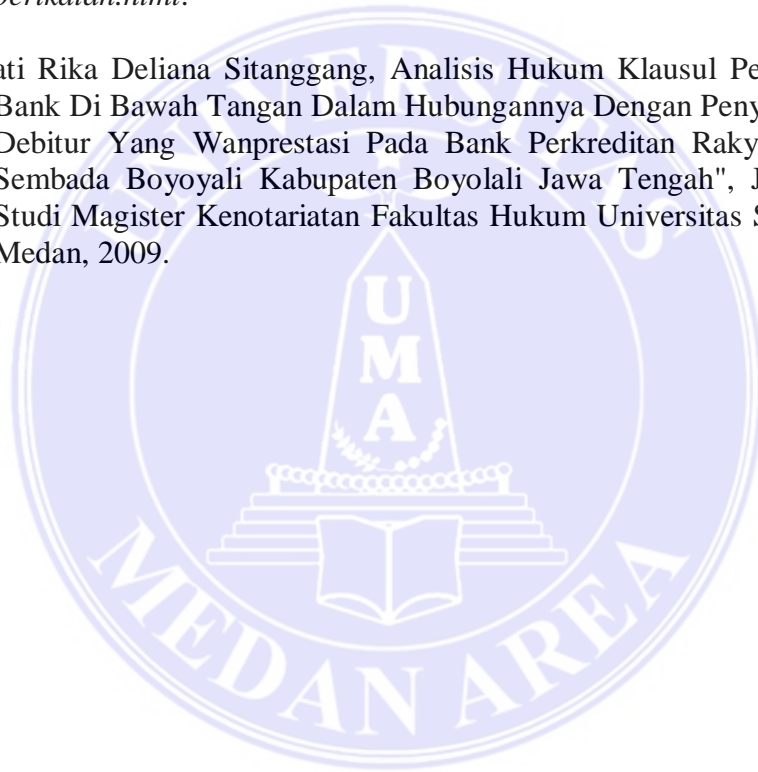 ati Rika Deliana Sitanggang, Analisis Hukum Klausul Pe
Bank Di Bawah Tangan Dalam Hubungannya Dengan Peny
Debitur Yang Wanprestasi Pada Bank Perkreditan Raky
Sembada Boyoyali Kabupaten Boyolali Jawa Tengah", J
Studi Magister Kenotariatan Fakultas Hukum Universitas S
Medan, 2009.
UNIVERSITAS
U
M
A
MEDAN AREA